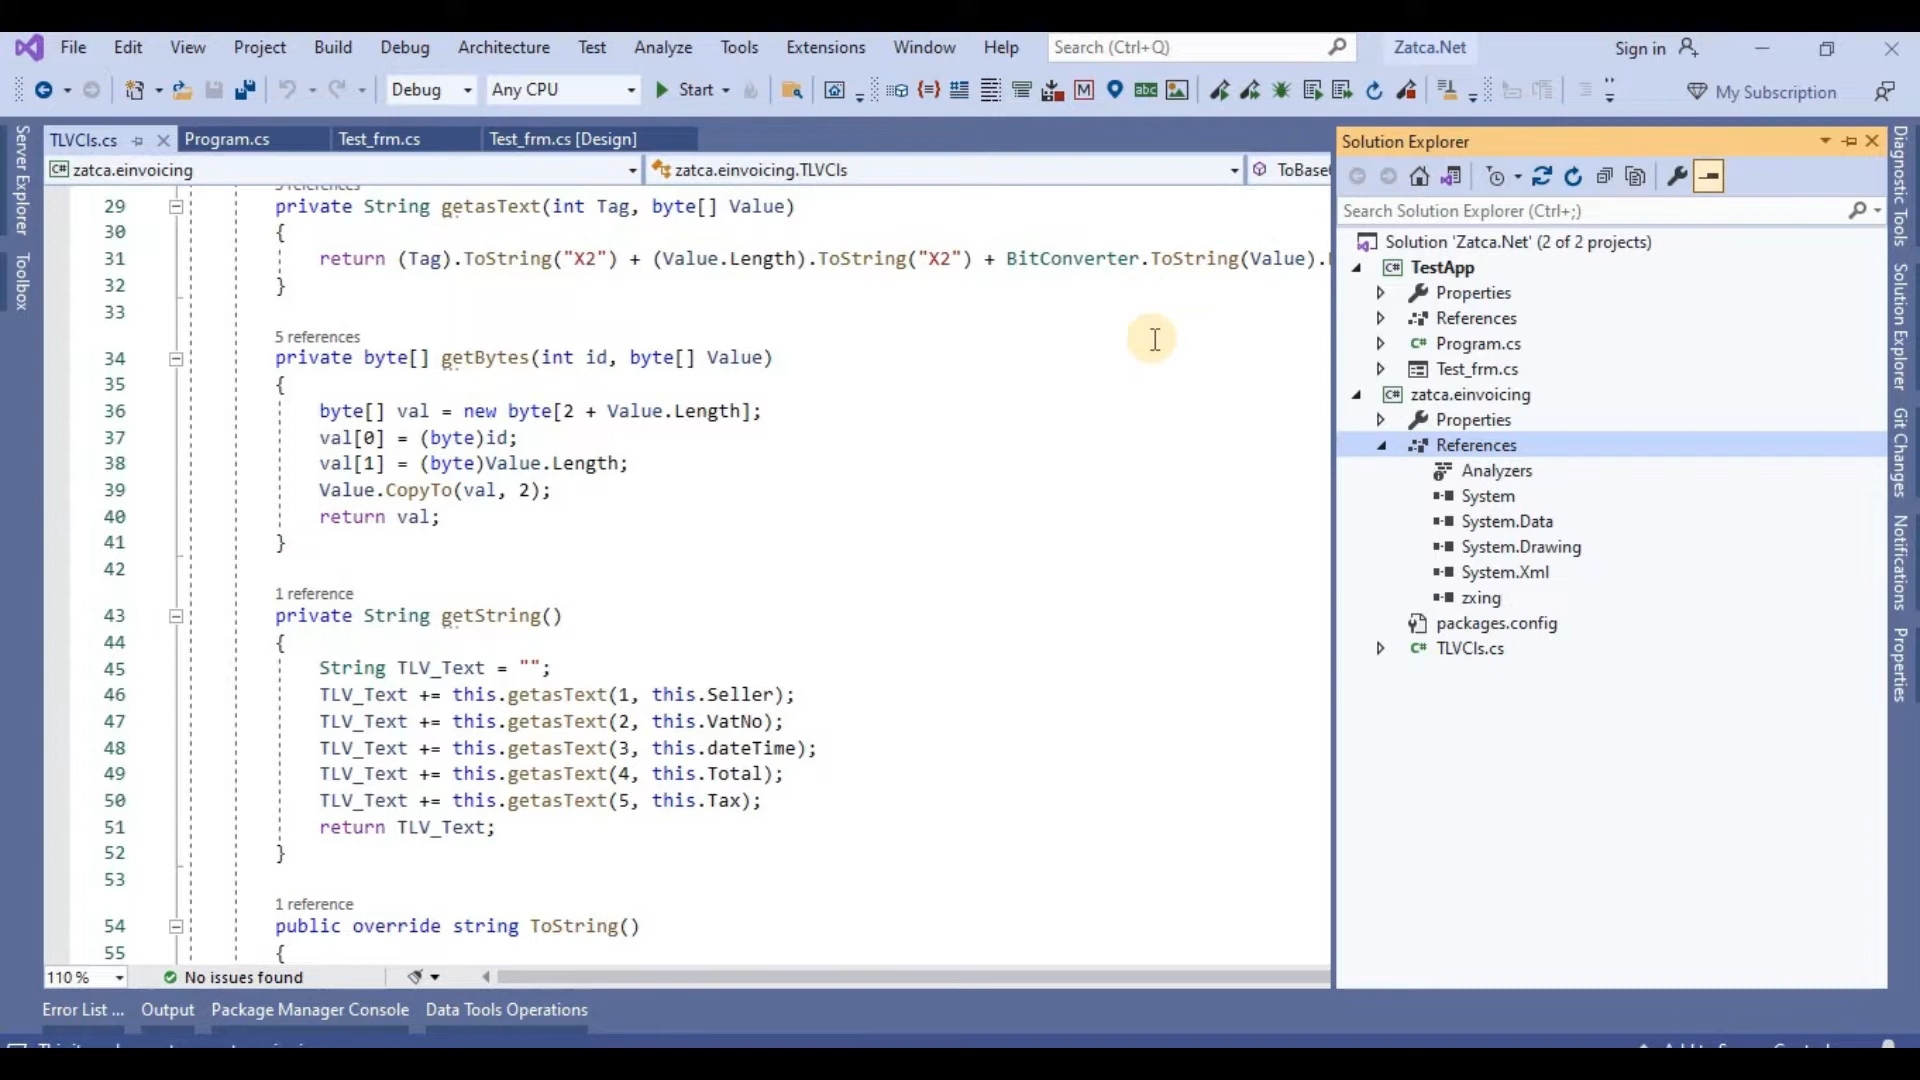 File Edit View Project Build Debug Architecture Test Analyze Tools Extensions Window Help Search (Ctrl+Q) Zatca.Net Sign in
Debug Any CPU Start My Subscription
TLVCls.cs Program.cs Test_frm.cs Test_frm.cs [Design]
zatca.einvoicing zatca.einvoicing.TLVCls
29 private String getasText(int Tag, byte[] Value)
30 {
31 return (Tag).ToString("X2") + (Value.Length).ToString("X2") + BitConverter.ToString(Value).
32 }
33
5 references
34 private byte[] getBytes(int id, byte[] Value)
35 {
36 byte[] val = new byte[2 + Value.Length];
37 val[0] = (byte)id;
38 val[1] = (byte)Value.Length;
39 Value.CopyTo(val, 2);
40 return val;
41 }
42
1 reference
43 private String getString()
44 {
45 String TLV_Text = "";
46 TLV_Text += this.getasText(1, this.Seller);
47 TLV_Text += this.getasText(2, this.VatNo);
48 TLV_Text += this.getasText(3, this.dateTime);
49 TLV_Text += this.getasText(4, this.Total);
50 TLV_Text += this.getasText(5, this.Tax);
51 return TLV_Text;
52 }
53
1 reference
54 public override string ToString()
55 {
110 % No issues found
Error List ... Output Package Manager Console Data Tools Operations
Server Explorer
Toolbox
Solution Explorer
Search Solution Explorer (Ctrl+;)
Solution 'Zatca.Net' (2 of 2 projects)
TestApp
Properties
References
Program.cs
Test_frm.cs
zatca.einvoicing
Properties
References
Analyzers
System
System.Data
System.Drawing
System.Xml
zxing
packages.config
TLVCls.cs
Diagnostic Tools
Solution Explorer
Git Changes
Notifications
Properties